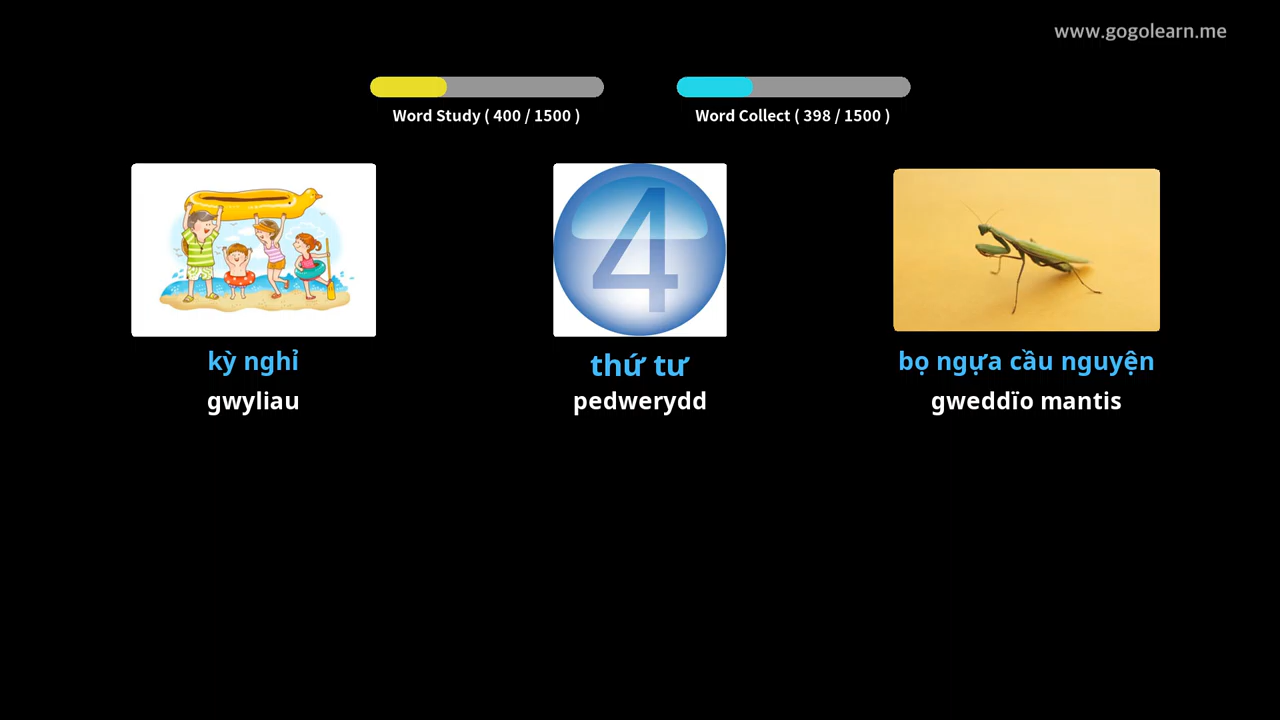 www.gogolearn.me
Word Study ( 400 / 1500 )
Word Collect ( 398 / 1500 )
4
kỳ nghỉ
gwyliau
thứ tư
pedwerydd
bọ ngựa cầu nguyện
gweddïo mantis